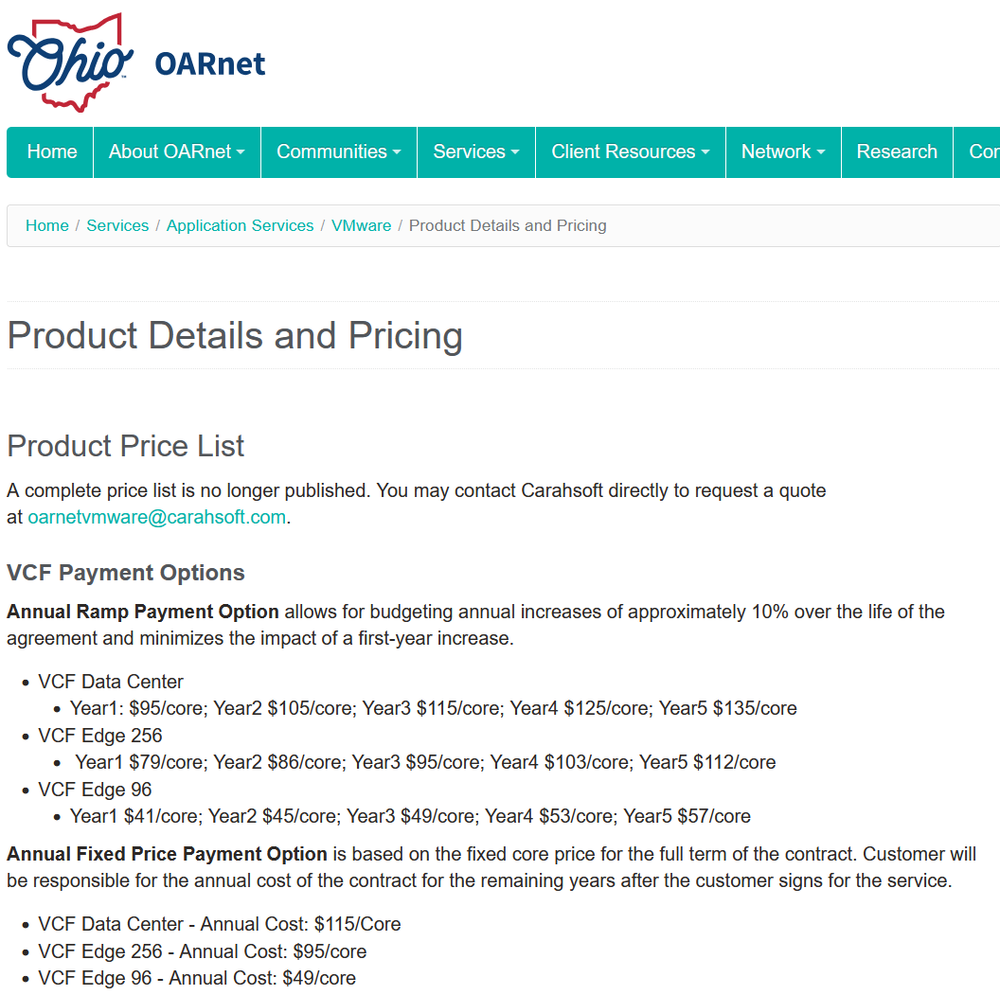 Ohio™ OARnet
Home About OARnet Communities Services Client Resources Network Research
Home / Services / Application Services / VMware / Product Details and Pricing
Product Details and Pricing
Product Price List
A complete price list is no longer published. You may contact Carahsoft directly to request a quote
at oarnetvmware@carahsoft.com.
VCF Payment Options
Annual Ramp Payment Option allows for budgeting annual increases of approximately 10% over the life of the
agreement and minimizes the impact of a first-year increase.
• VCF Data Center
• Year1: $95/core; Year2 $105/core; Year3 $115/core; Year4 $125/core; Year5 $135/core
• VCF Edge 256
• Year1 $79/core; Year2 $86/core; Year3 $95/core; Year4 $103/core; Year5 $112/core
• VCF Edge 96
• Year1 $41/core; Year2 $45/core; Year3 $49/core; Year4 $53/core; Year5 $57/core
Annual Fixed Price Payment Option is based on the fixed core price for the full term of the contract. Customer will
be responsible for the annual cost of the contract for the remaining years after the customer signs for the service.
• VCF Data Center - Annual Cost: $115/Core
• VCF Edge 256 - Annual Cost: $95/core
• VCF Edge 96 - Annual Cost: $49/core